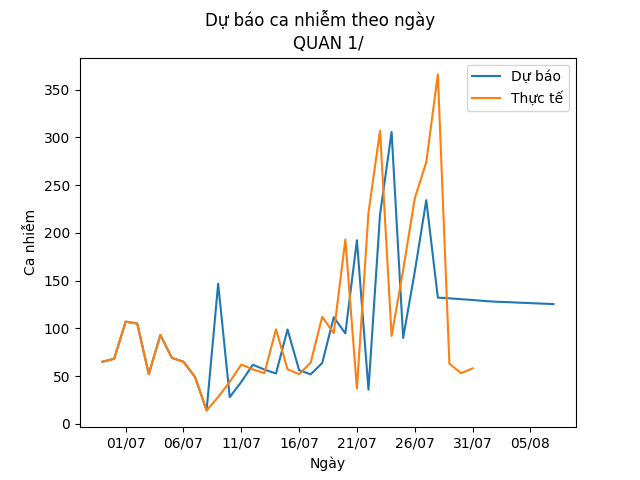 Dự báo ca nhiễm theo ngày
QUAN 1/
Dự báo
Thực tế
Ca nhiễm
350
300
250
200
150
100
50
0
01/07 06/07 11/07 16/07 21/07 26/07 31/07 05/08
Ngày